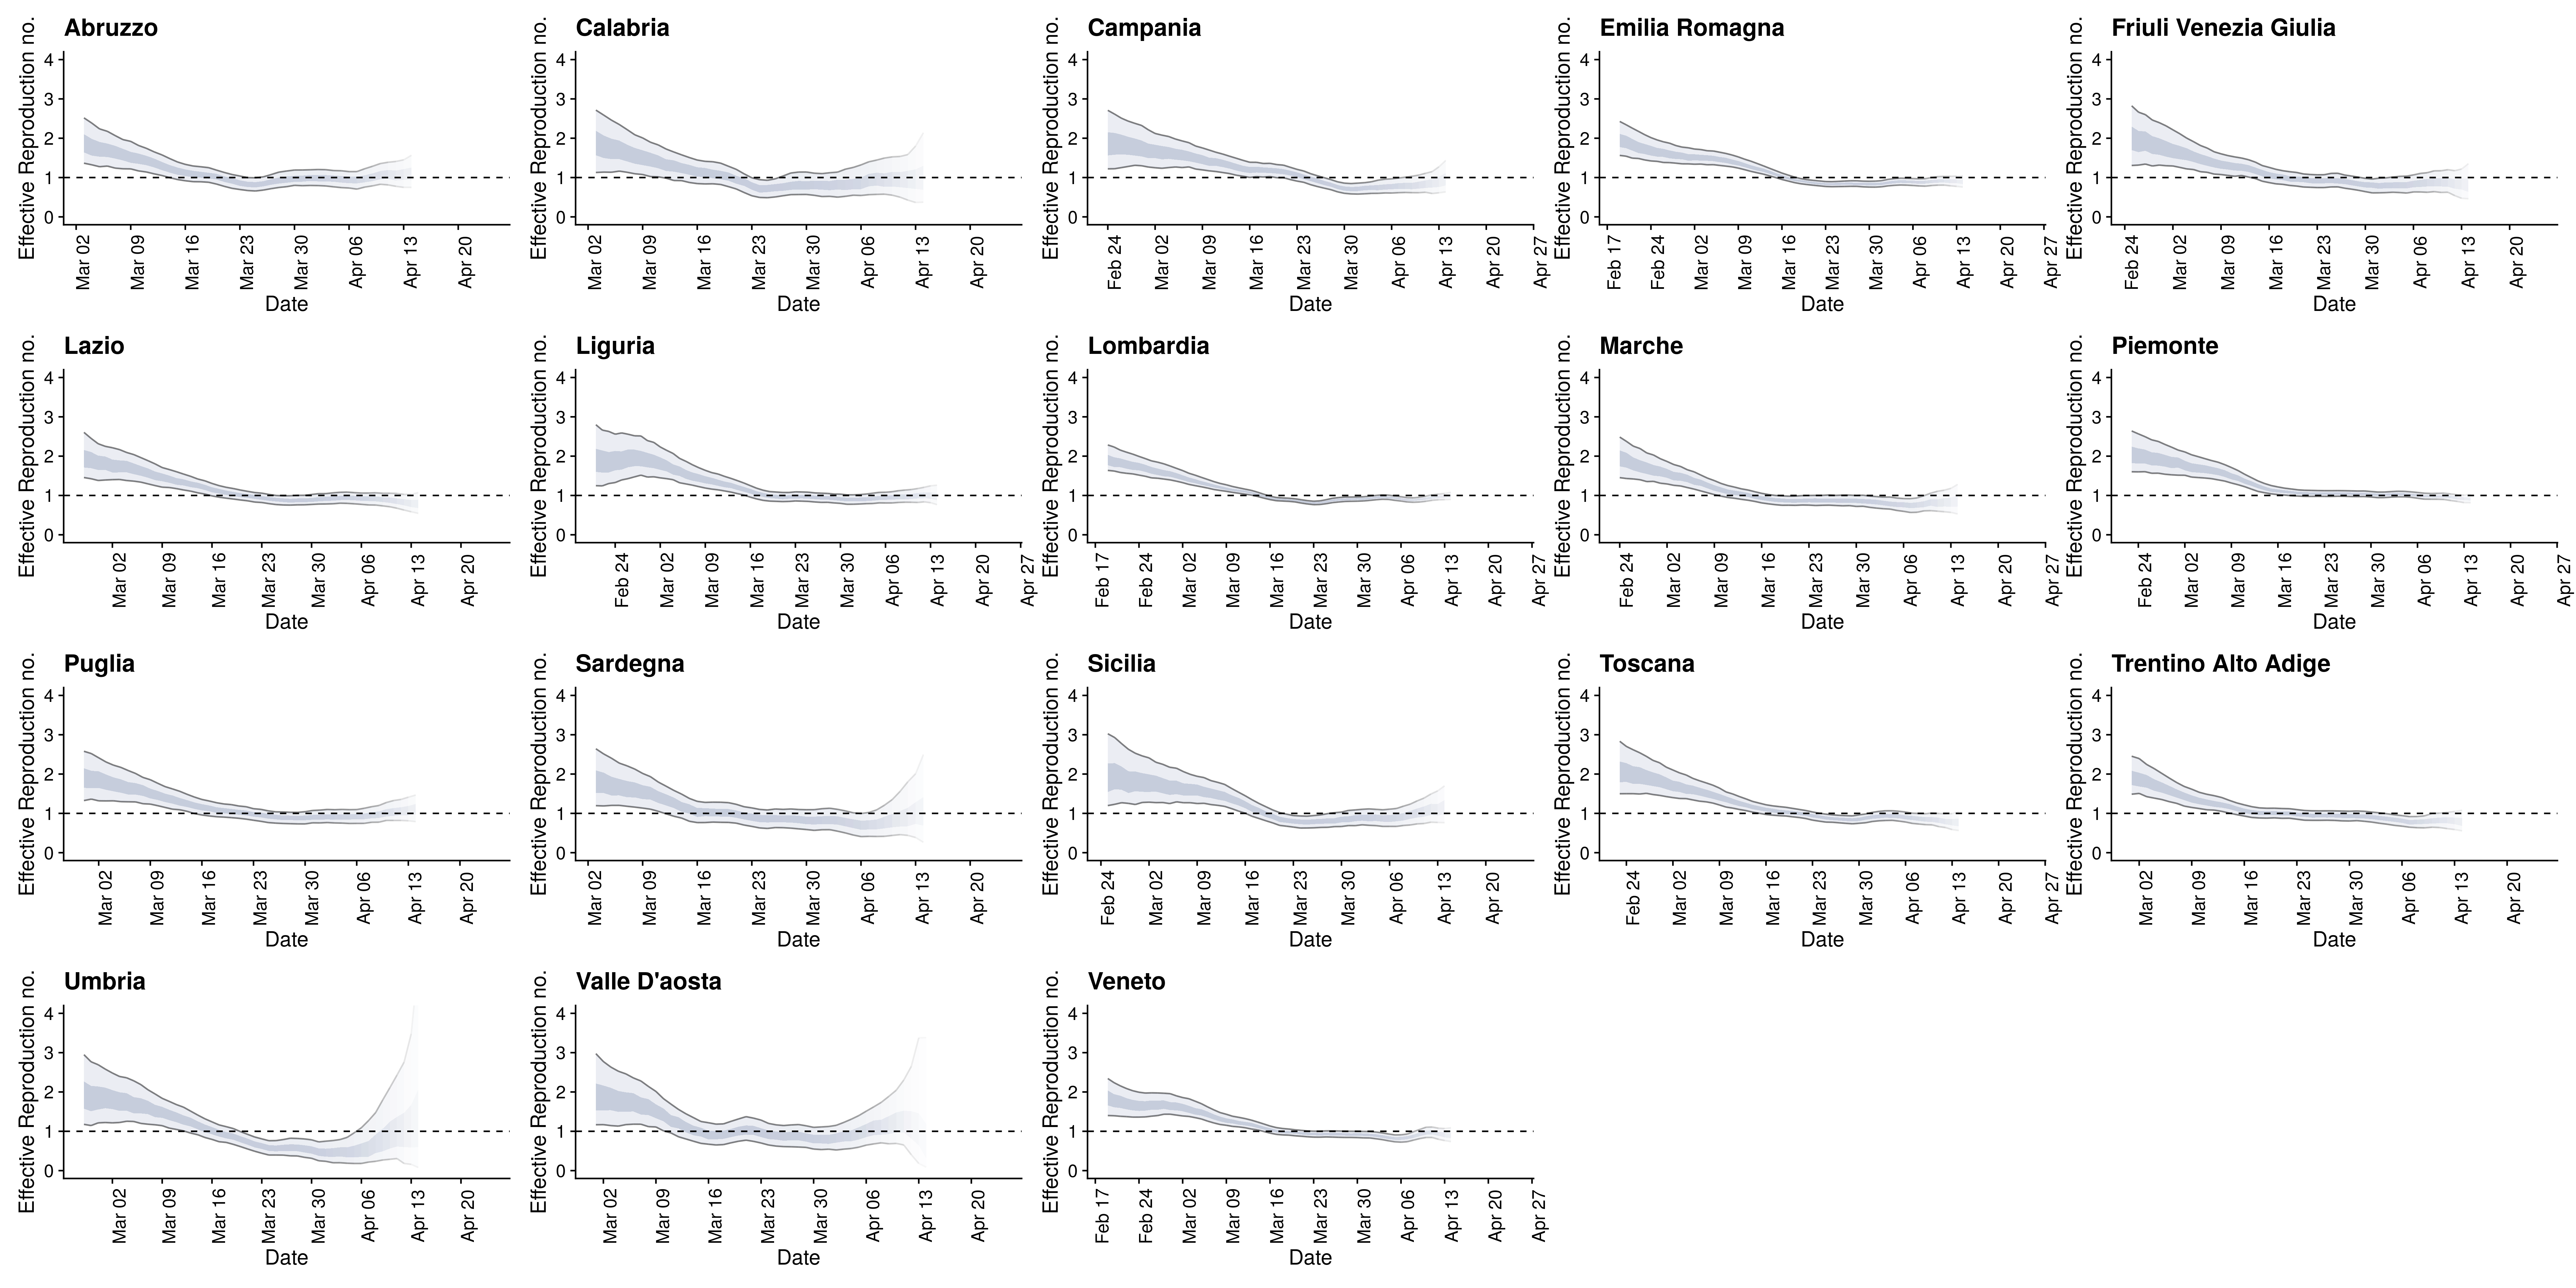 Abruzzo
Effective Reproduction no.
4
3
2
1
0
Mar 02
Mar 09
Mar 16
Mar 23
Mar 30
Apr 06
Apr 13
Apr 20
Date
Calabria
Effective Reproduction no.
4
3
2
1
0
Mar 02
Mar 09
Mar 16
Mar 23
Mar 30
Apr 06
Apr 13
Apr 20
Date
Campania
Effective Reproduction no.
4
3
2
1
0
Feb 24
Mar 02
Mar 09
Mar 16
Mar 23
Mar 30
Apr 06
Apr 13
Apr 20
Apr 27
Date
Emilia Romagna
Effective Reproduction no.
4
3
2
1
0
Feb 17
Feb 24
Mar 02
Mar 09
Mar 16
Mar 23
Mar 30
Apr 06
Apr 13
Apr 20
Apr 27
Date
Friuli Venezia Giulia
Effective Reproduction no.
4
3
2
1
0
Feb 24
Mar 02
Mar 09
Mar 16
Mar 23
Mar 30
Apr 06
Apr 13
Apr 20
Date
Lazio
Effective Reproduction no.
4
3
2
1
0
Mar 02
Mar 09
Mar 16
Mar 23
Mar 30
Apr 06
Apr 13
Apr 20
Date
Liguria
Effective Reproduction no.
4
3
2
1
0
Feb 24
Mar 02
Mar 09
Mar 16
Mar 23
Mar 30
Apr 06
Apr 13
Apr 20
Apr 27
Date
Lombardia
Effective Reproduction no.
4
3
2
1
0
Feb 17
Feb 24
Mar 02
Mar 09
Mar 16
Mar 23
Mar 30
Apr 06
Apr 13
Apr 20
Apr 27
Date
Marche
Effective Reproduction no.
4
3
2
1
0
Feb 24
Mar 02
Mar 09
Mar 16
Mar 23
Mar 30
Apr 06
Apr 13
Apr 20
Apr 27
Date
Piemonte
Effective Reproduction no.
4
3
2
1
0
Feb 24
Mar 02
Mar 09
Mar 16
Mar 23
Mar 30
Apr 06
Apr 13
Apr 20
Apr 27
Date
Puglia
Effective Reproduction no.
4
3
2
1
0
Mar 02
Mar 09
Mar 16
Mar 23
Mar 30
Apr 06
Apr 13
Apr 20
Date
Sardegna
Effective Reproduction no.
4
3
2
1
0
Mar 02
Mar 09
Mar 16
Mar 23
Mar 30
Apr 06
Apr 13
Apr 20
Date
Sicilia
Effective Reproduction no.
4
3
2
1
0
Feb 24
Mar 02
Mar 09
Mar 16
Mar 23
Mar 30
Apr 06
Apr 13
Apr 20
Date
Toscana
Effective Reproduction no.
4
3
2
1
0
Feb 24
Mar 02
Mar 09
Mar 16
Mar 23
Mar 30
Apr 06
Apr 13
Apr 20
Apr 27
Date
Trentino Alto Adige
Effective Reproduction no.
4
3
2
1
0
Mar 02
Mar 09
Mar 16
Mar 23
Mar 30
Apr 06
Apr 13
Apr 20
Date
Umbria
Effective Reproduction no.
4
3
2
1
0
Mar 02
Mar 09
Mar 16
Mar 23
Mar 30
Apr 06
Apr 13
Apr 20
Date
Valle D'aosta
Effective Reproduction no.
4
3
2
1
0
Mar 02
Mar 09
Mar 16
Mar 23
Mar 30
Apr 06
Apr 13
Apr 20
Date
Veneto
Effective Reproduction no.
4
3
2
1
0
Feb 17
Feb 24
Mar 02
Mar 09
Mar 16
Mar 23
Mar 30
Apr 06
Apr 13
Apr 20
Apr 27
Date